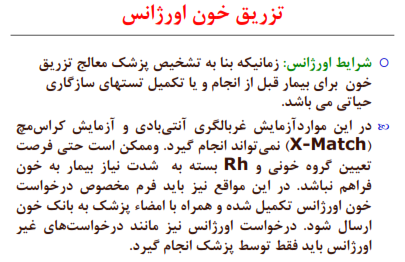 تزریق خون اورژانس
شرایط اورژانس: زمانیکه بنا به تشخیص پزشک معالج تزریق
خون برای بیمار قبل از انجام و یا تکمیل تستهای سازگاری
حیاتی می باشد.
در این مواردآزمایش غربالگری آنتی‌بادی و آزمایش کراس‌مچ
(X-Match) نمی‌تواند انجام گیرد. وممکن است حتی فرصت
تعیین گروه خونی و Rh بسته به شدت نیاز بیمار به خون
فراهم نباشد. در این مواقع نیز باید فرم مخصوص درخواست
خون اورژانس تکمیل شده و همراه با امضاء پزشک به بانک خون
ارسال شود. درخواست اورژانس نیز مانند درخواست‌های غیر
اورژانس باید فقط توسط پزشک انجام گیرد.